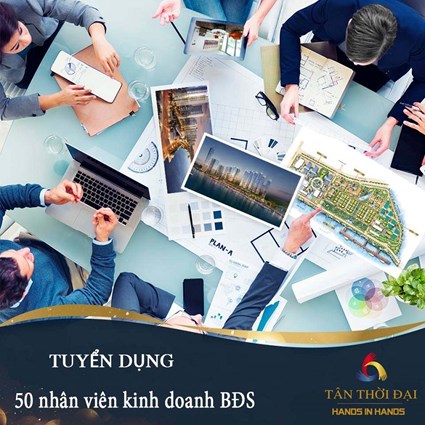 PLAN-A
TUYỂN DỤNG
50 nhân viên kinh doanh BĐS
TÂN THỜI ĐẠI
HANDS IN HANDS